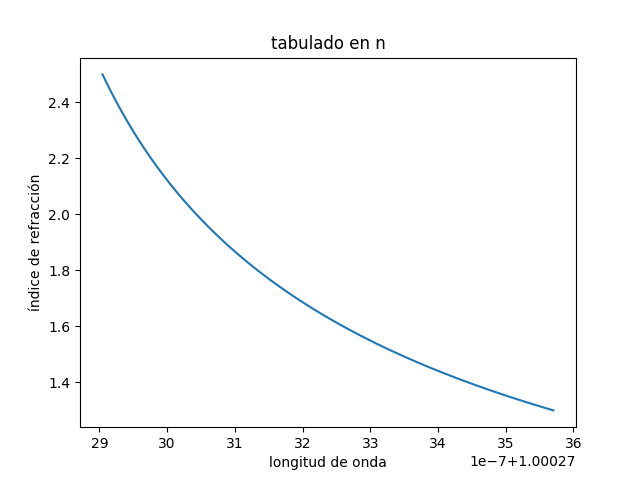 tabulado en n
índice de refracción
2.4
2.2
2.0
1.8
1.6
1.4
29 30 31 32 33 34 35 36
longitud de onda
1e−7+1.00027